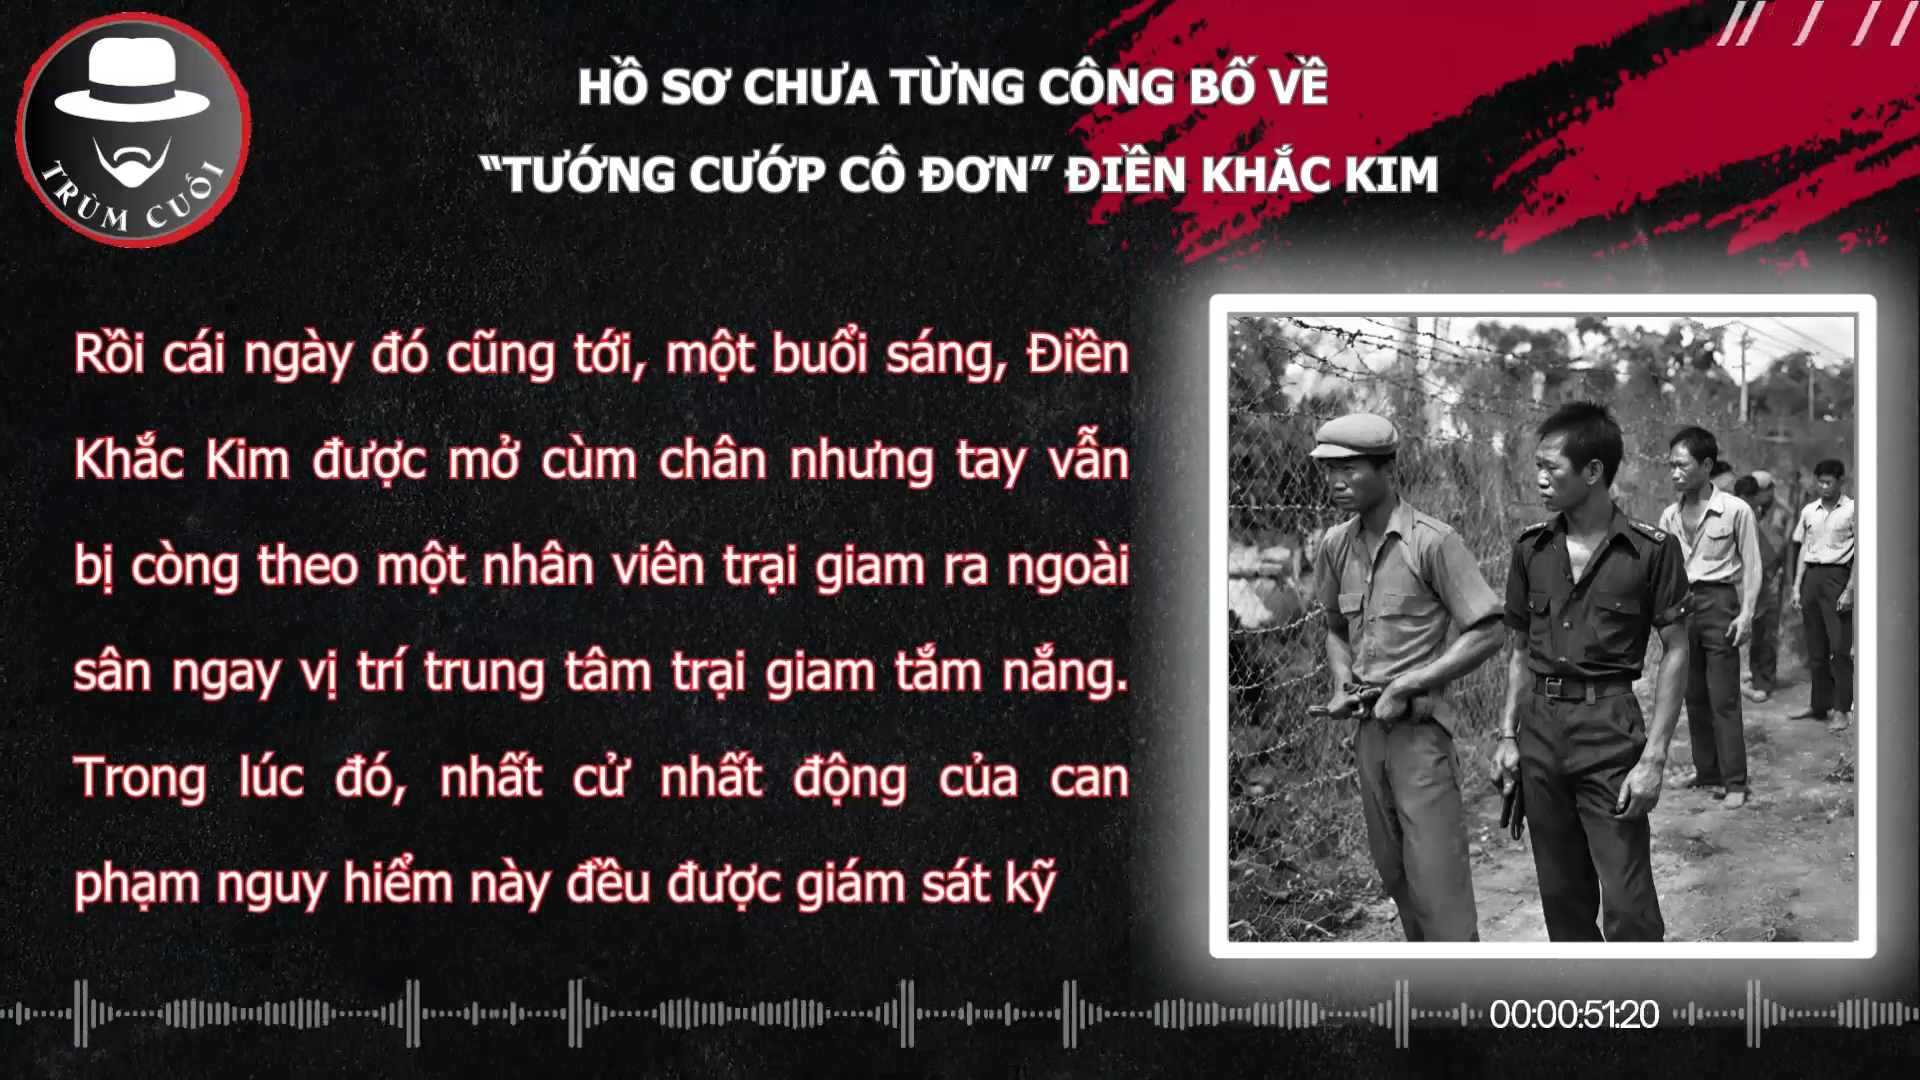 TRÙM CUỐI
HỒ SƠ CHƯA TỪNG CÔNG BỐ VỀ
“TƯỚNG CƯỚP CÔ ĐƠN” ĐIỀN KHẮC KIM
Rồi cái ngày đó cũng tới, một buổi sáng, Điền
Khắc Kim được mở cùm chân nhưng tay vẫn
bị còng theo một nhân viên trại giam ra ngoài
sân ngay vị trí trung tâm trại giam tắm nắng.
Trong lúc đó, nhất cử nhất động của can
phạm nguy hiểm này đều được giám sát kỹ
00:00:51:20